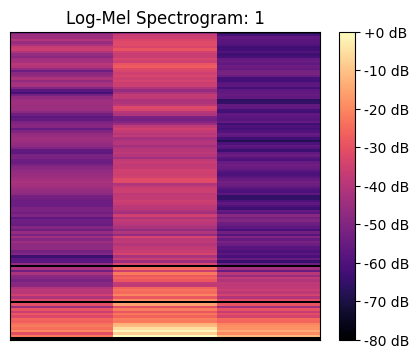 Log-Mel Spectrogram: 1
+0 dB
-10 dB
-20 dB
-30 dB
-40 dB
-50 dB
-60 dB
-70 dB
-80 dB